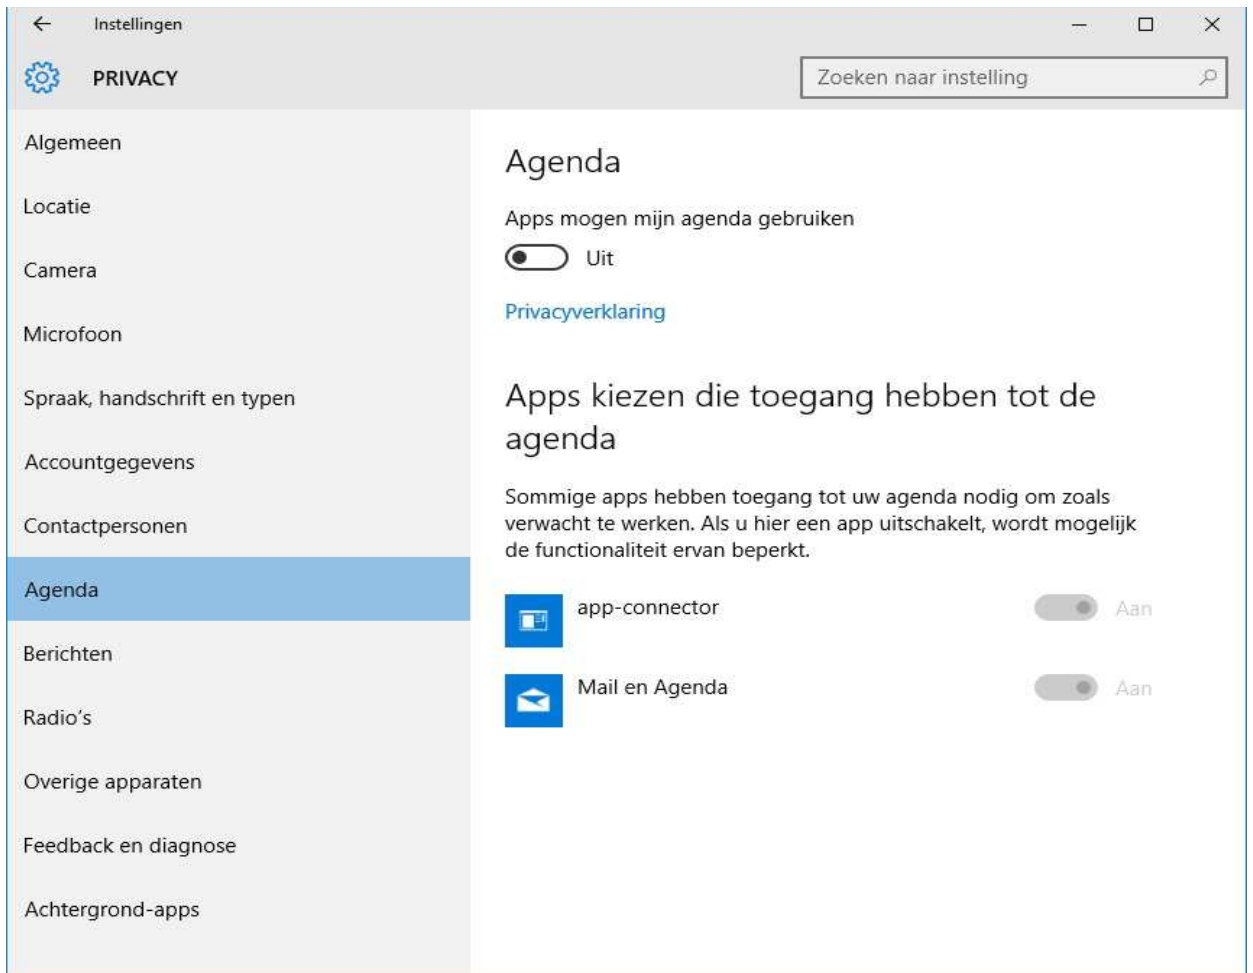 Instellingen
PRIVACY
Zoeken naar instelling
Algemeen
Locatie
Camera
Microfoon
Spraak, handschrift en typen
Accountgegevens
Contactpersonen
Agenda
Berichten
Radio's
Overige apparaten
Feedback en diagnose
Achtergrond-apps
Agenda
Apps mogen mijn agenda gebruiken
Uit
Privacyverklaring
Apps kiezen die toegang hebben tot de
agenda
Sommige apps hebben toegang tot uw agenda nodig om zoals
verwacht te werken. Als u hier een app uitschakelt, wordt mogelijk
de functionaliteit ervan beperkt.
app-connector Aan
Mail en Agenda Aan